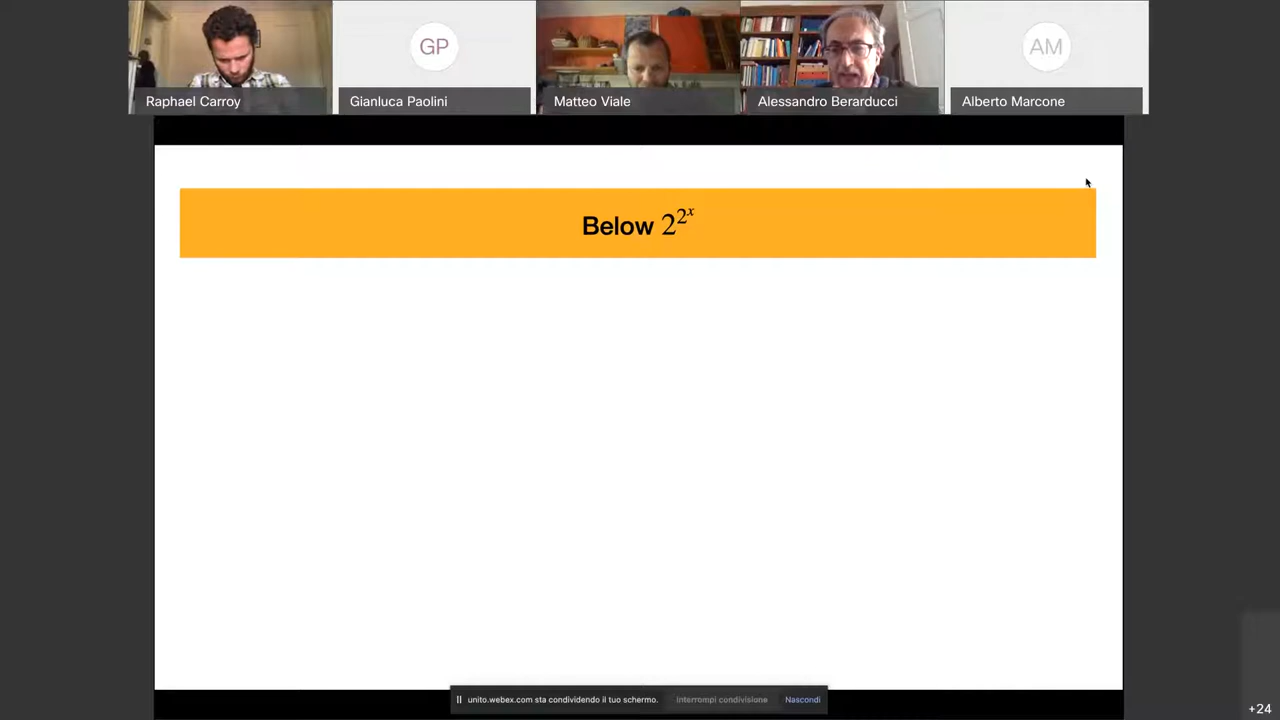 GP
AM
Raphael Carroy
Gianluca Paolini
Matteo Viale
Alessandro Berarducci
Alberto Marcone
Below 2^{2^x}
unito.webex.com sta condividendo il tuo schermo. Interrompi condivisione Nascondi
+24